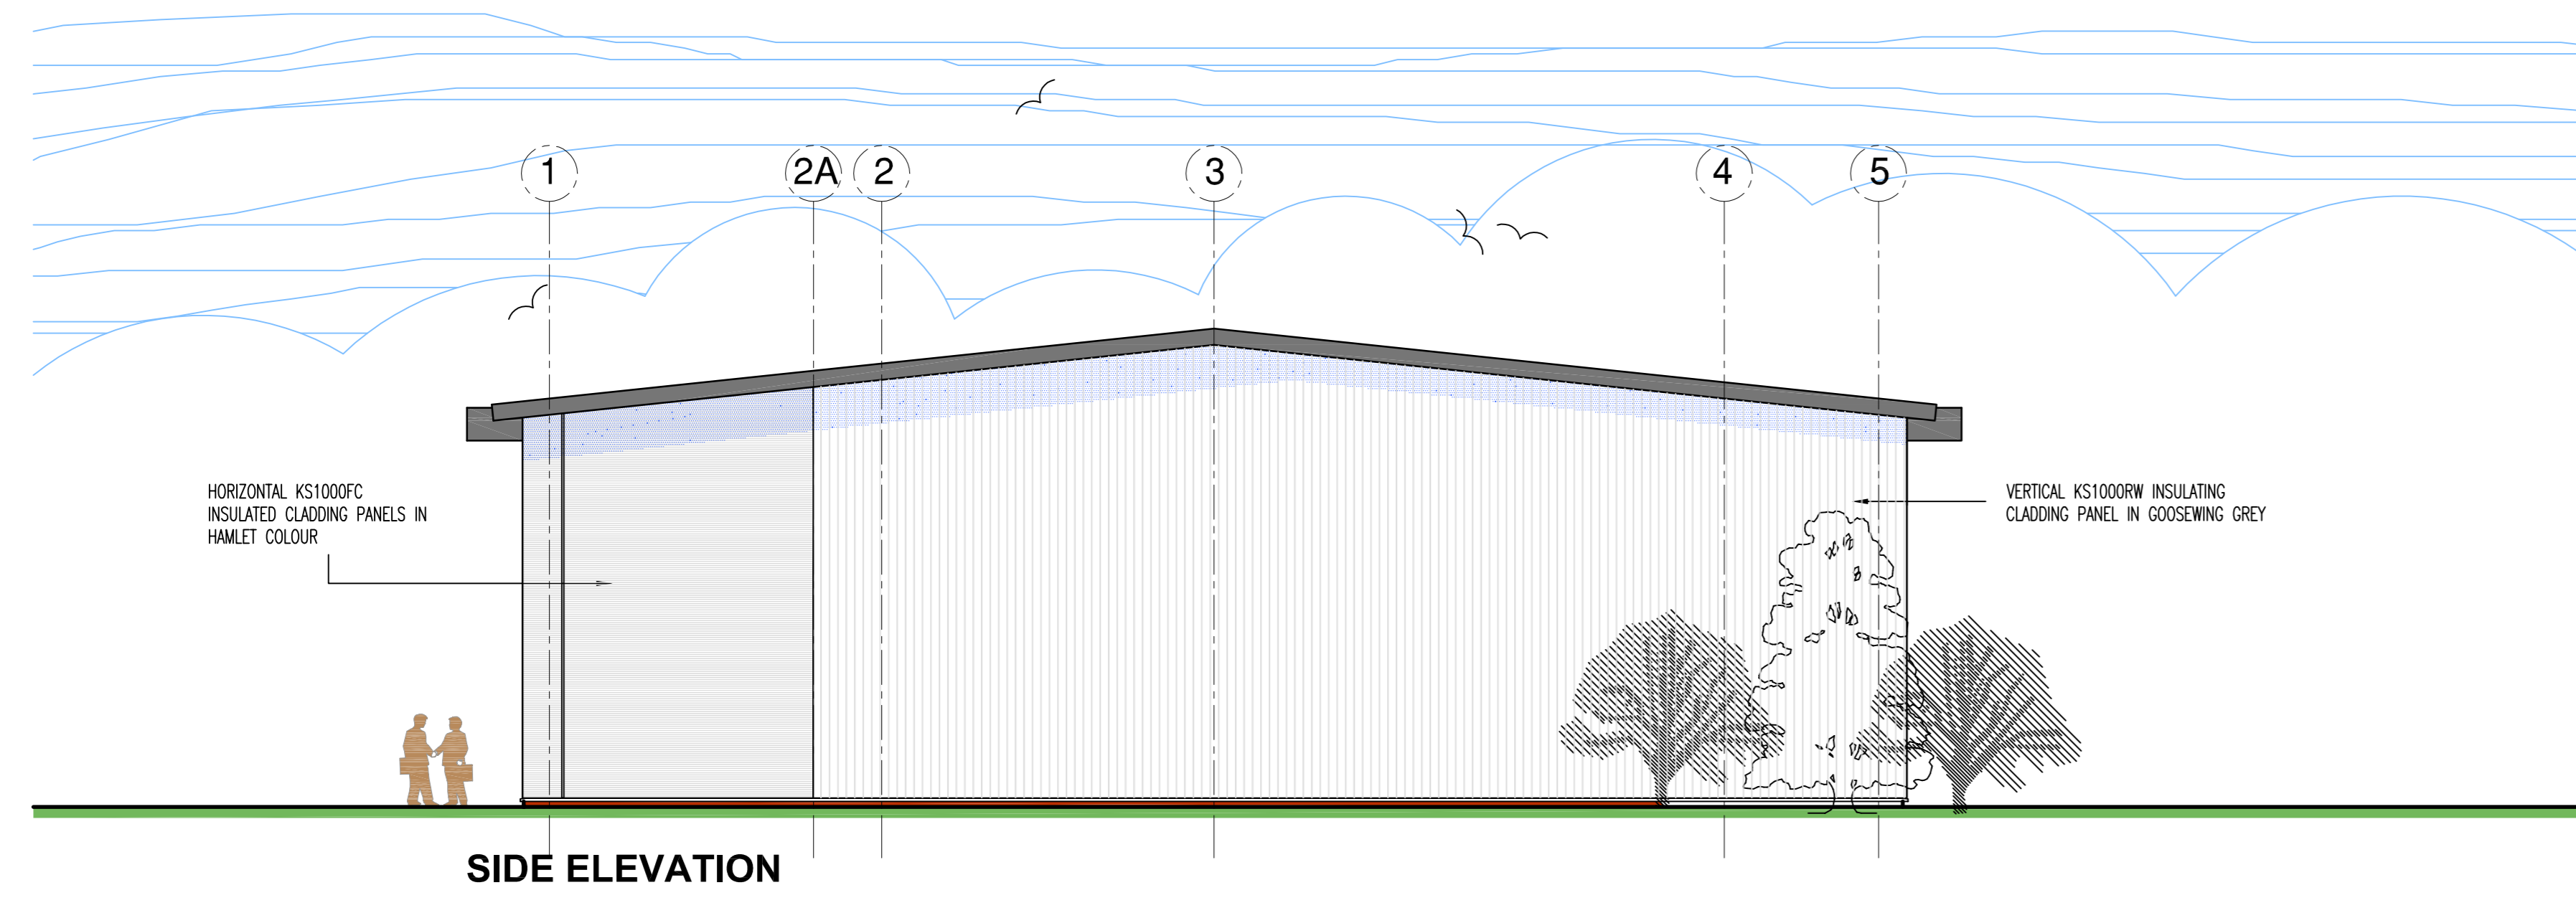 1 2A 2 3 4 5
HORIZONTAL KS1000FC
INSULATED CLADDING PANELS IN
HAMLET COLOUR
VERTICAL KS1000RW INSULATING
CLADDING PANEL IN GOOSEWING GREY
SIDE ELEVATION